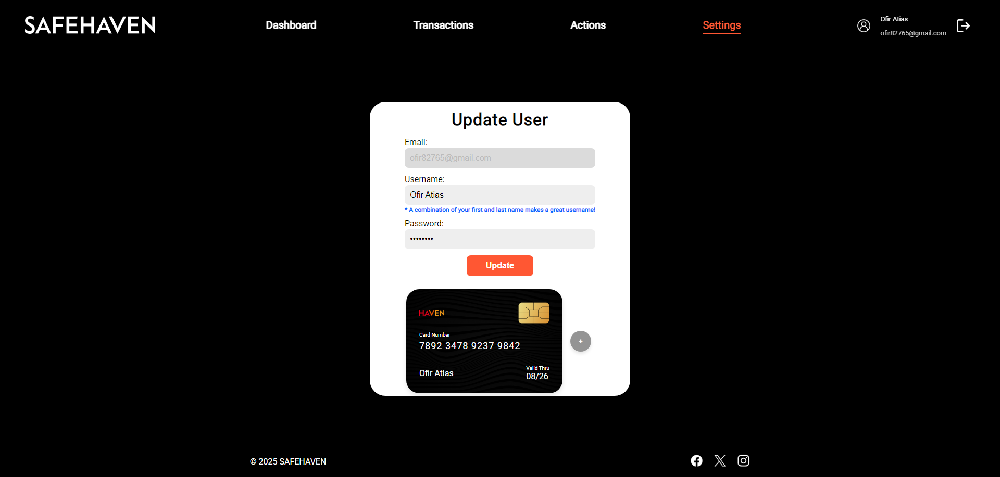 SAFEHAVEN
Dashboard
Transactions
Actions
Settings
Ofir Atias
ofir82765@gmail.com
Update User
Email:
ofir82765@gmail.com
Username:
Ofir Atias
* A combination of your first and last name makes a great username!
Password:
••••••••
Update
HAVEN
Card Number
7892 3478 9237 9842
+
Ofir Atias
Valid Thru
08/26
© 2025 SAFEHAVEN